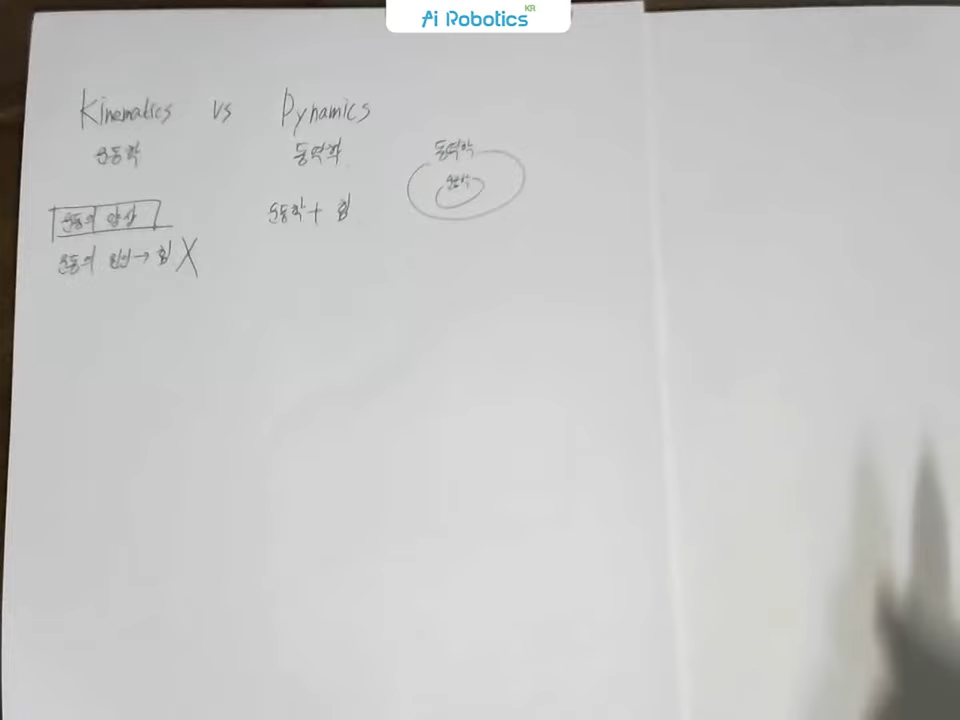 Ai Robotics KR
Kinematics vs Dynamics
운동학 동역학 동역학
운동학
운동의 양상 운동학 + 힘
운동의 원인 → 힘 X